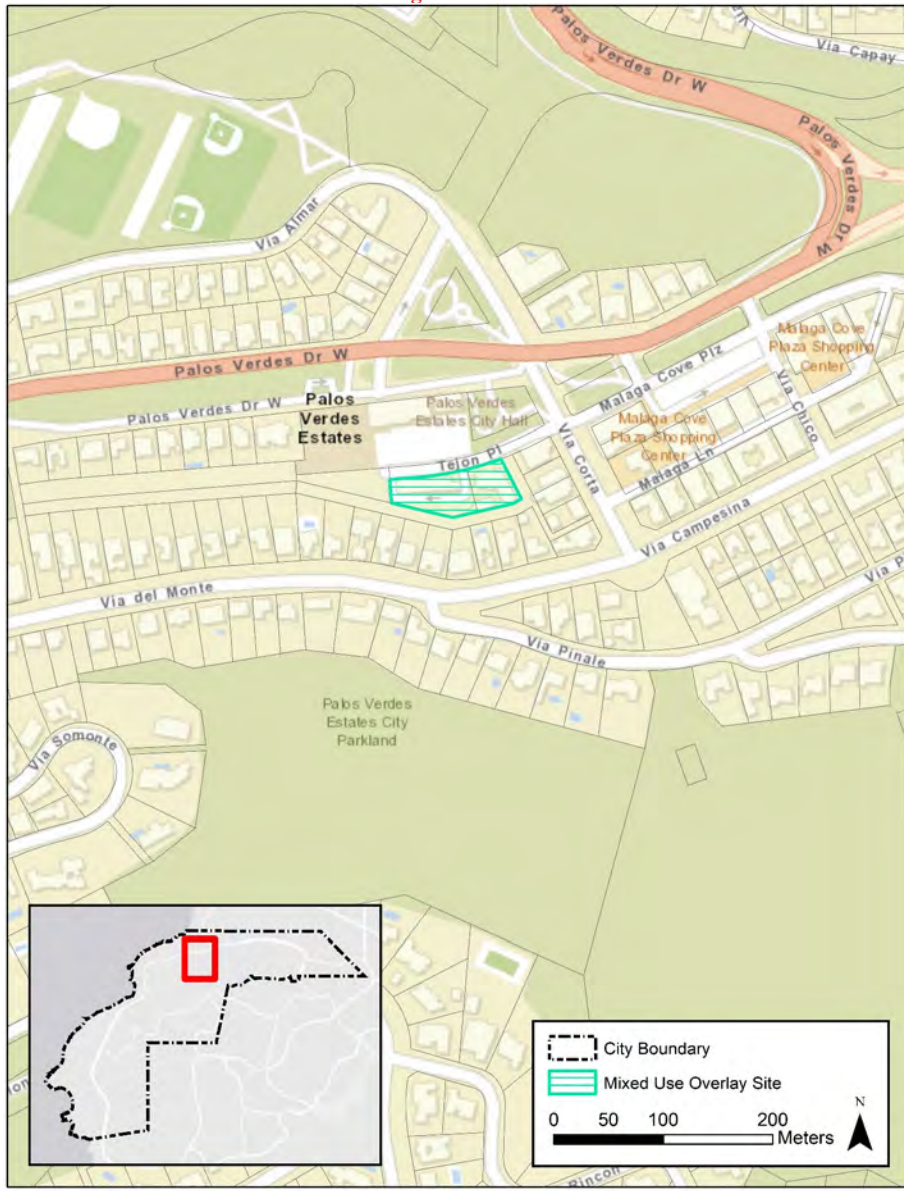 Via Capay
Palos Verdes Dr W
Palos Verdes Dr W
Via Almar
Palos Verdes Dr W
Malaga Cove
Plaza Shopping
Center
Malaga Cove Plz
Via Chico
Palos Verdes Dr W
Palos
Verdes
Estates
Palos Verdes
Estates City Hall
Malaga Cove
Plaza Shopping
Center
Tejon Pl
Via Corta
Malaga Ln
Via Campesina
Via del Monte
Via Pinale
Palos Verdes
Estates City
Parkland
Via Somonte
City Boundary
Mixed Use Overlay Site
N
0 50 100 200
Meters
Rincon